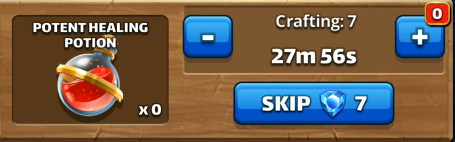 POTENT HEALING
POTION
x 0
-
Crafting: 7
27m 56s
+
0
SKIP 7